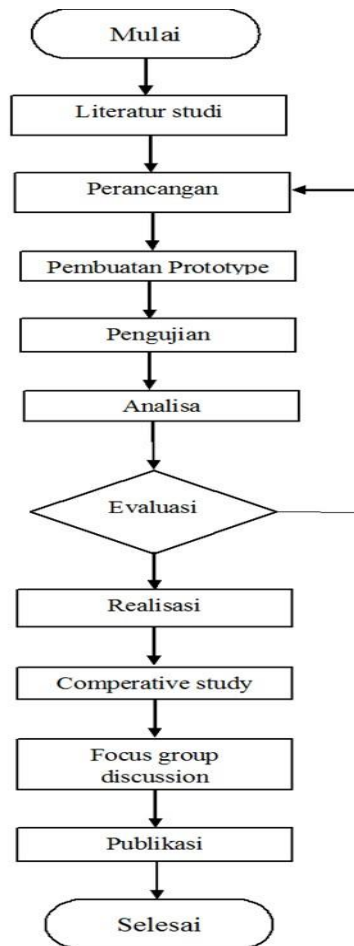 Mulai
Literatur studi
Perancangan
Pembuatan Prototype
Pengujian
Analisa
Evaluasi
Realisasi
Comperative study
Focus group
discussion
Publikasi
Selesai